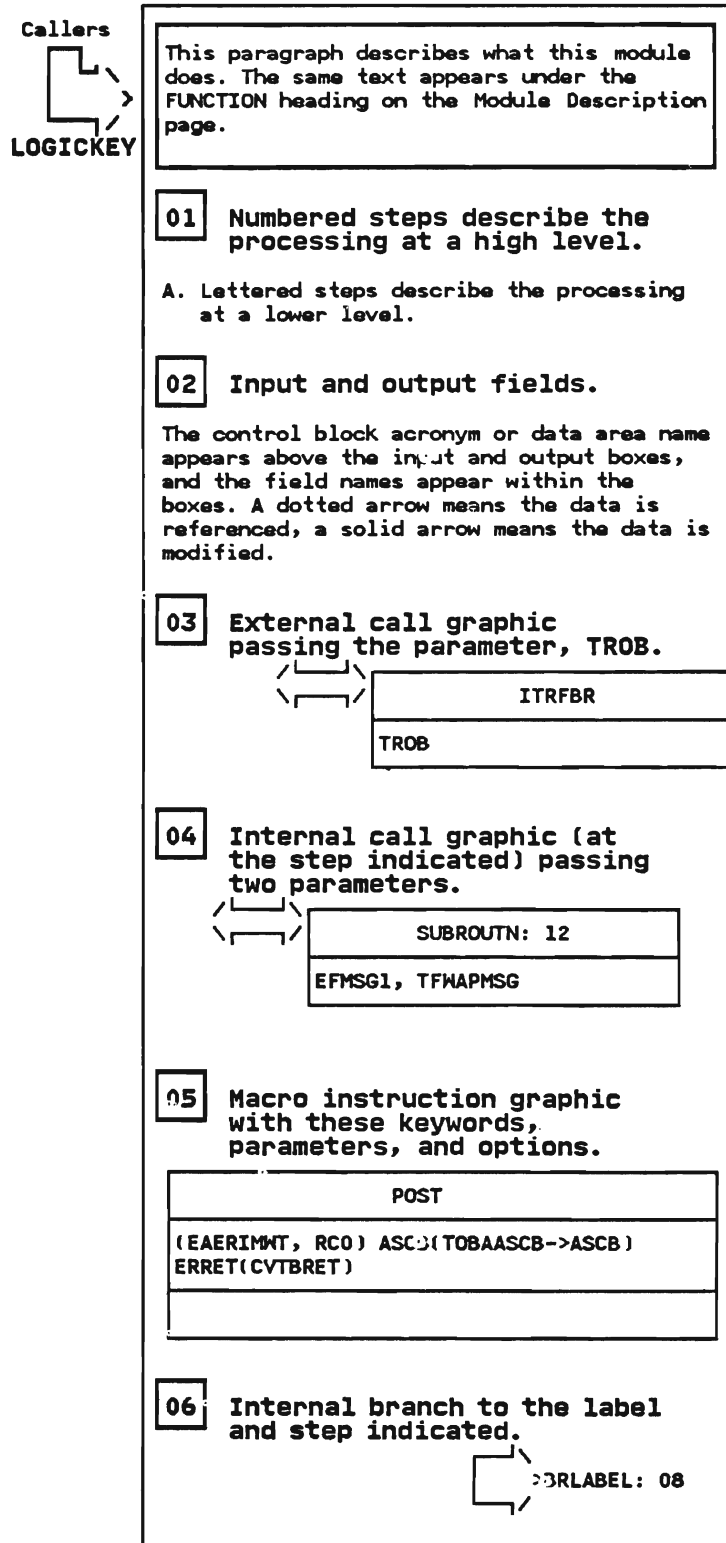 Callers
LOGICKEY
This paragraph describes what this module
does. The same text appears under the
FUNCTION heading on the Module Description
page.
01 Numbered steps describe the
processing at a high level.
A. Lettered steps describe the processing
at a lower level.
02 Input and output fields.
The control block acronym or data area name
appears above the input and output boxes,
and the field names appear within the
boxes. A dotted arrow means the data is
referenced, a solid arrow means the data is
modified.
03 External call graphic
passing the parameter, TROB.
ITRFBR
TROB
04 Internal call graphic (at
the step indicated) passing
two parameters.
SUBROUTN: 12
EFMSG1, TFWAPMSG
05 Macro instruction graphic
with these keywords,
parameters, and options.
POST
(EAERIMWT, RC0) ASCB(TOBAASCB->ASCB)
ERRET(CVTBRET)
06 Internal branch to the label
and step indicated.
BRLABEL: 08